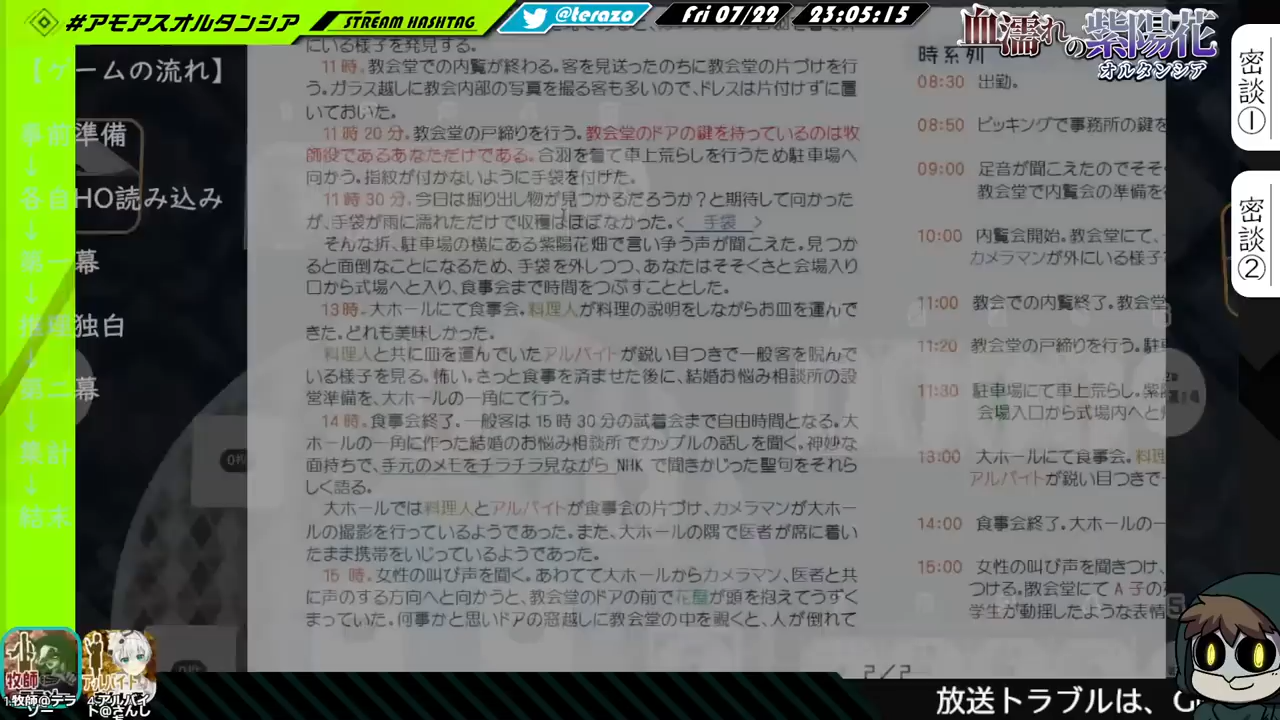 #アモアスオルタンシア
STREAM HASHTAG
@terazo
Fri 07/22
23:05:15
血濡れの紫陽花
オルタンシア
【ゲームの流れ】
事前準備
↓
各自HO読み込み
↓
第一幕
↓
推理独白
↓
第二幕
↓
集計
↓
結末
にいる様子を発見する。
11時。教会堂での内覧が終わる。客を見送ったのちに教会堂の片づけを行
う。ガラス越しに教会内部の写真を撮る客も多いので、ドレスは片付けずに置
いておいた。
11時20分。教会堂の戸締りを行う。教会堂のドアの鍵を持っているのは牧
師役であるあなただけである。合羽を着て車上荒らしを行うため駐車場へ
向かう。指紋が付かないように手袋を付けた。
11時30分。今日は掘り出し物が見つかるだろうか?と期待して向かった
が、手袋が雨に濡れただけで収穫はほぼなかった。< 手袋 >
そんな折、駐車場の横にある紫陽花畑で言い争う声が聞こえた。見つか
ると面倒なことになるため、手袋を外しつつ、あなたはそそくさと会場入り
口から式場へと入り、食事会まで時間をつぶすこととした。
13時。大ホールにて食事会。料理人が料理の説明をしながらお皿を運んで
きた。どれも美味しかった。
料理人と共に皿を運んでいたアルバイトが鋭い目つきで一般客を睨んで
いる様子を見る。怖い。さっと食事を済ませた後に、結婚お悩み相談所の設
営準備を、大ホールの一角にて行う。
14時。食事会終了。一般客は15時30分の試着会まで自由時間となる。大
ホールの一角に作った結婚のお悩み相談所でカップルの話しを聞く。神妙な
面持ちで、手元のメモをチラチラ見ながら NHK で聞きかじった聖句をそれら
しく語る。
大ホールでは料理人とアルバイトが食事会の片づけ、カメラマンが大ホー
ルの撮影を行っているようであった。また、大ホールの隅で医者が席に着い
たまま携帯をいじっているようであった。
15時。女性の叫び声を聞く。あわてて大ホールからカメラマン、医者と共
に声のする方向へと向かうと、教会堂のドアの前で花屋が頭を抱えてうずく
まっていた。何事かと思いドアの窓越しに教会堂の中を覗くと、人が倒れて
2/2
時系列
08:30 出勤。
08:50 ピッキングで事務所の鍵を
09:00 足音が聞こえたのでそそ
教会堂で内覧会の準備を
10:00 内覧会開始。教会堂にて、
カメラマンが外にいる様子
11:00 教会での内覧終了。教会堂
11:20 教会堂の戸締りを行う。駐
11:30 駐車場にて車上荒らし。紫
会場入口から式場内へと
13:00 大ホールにて食事会。料理
アルバイトが鋭い目つきで
14:00 食事会終了。大ホールの一
15:00 女性の叫び声を聞きつけ、
つける。教会堂にて A 子の
学生が動揺したような表情
密談①
密談②
牧師
1.牧師@テラゾー
アルバイト
4.アルバイト@さんし
放送トラブルは、